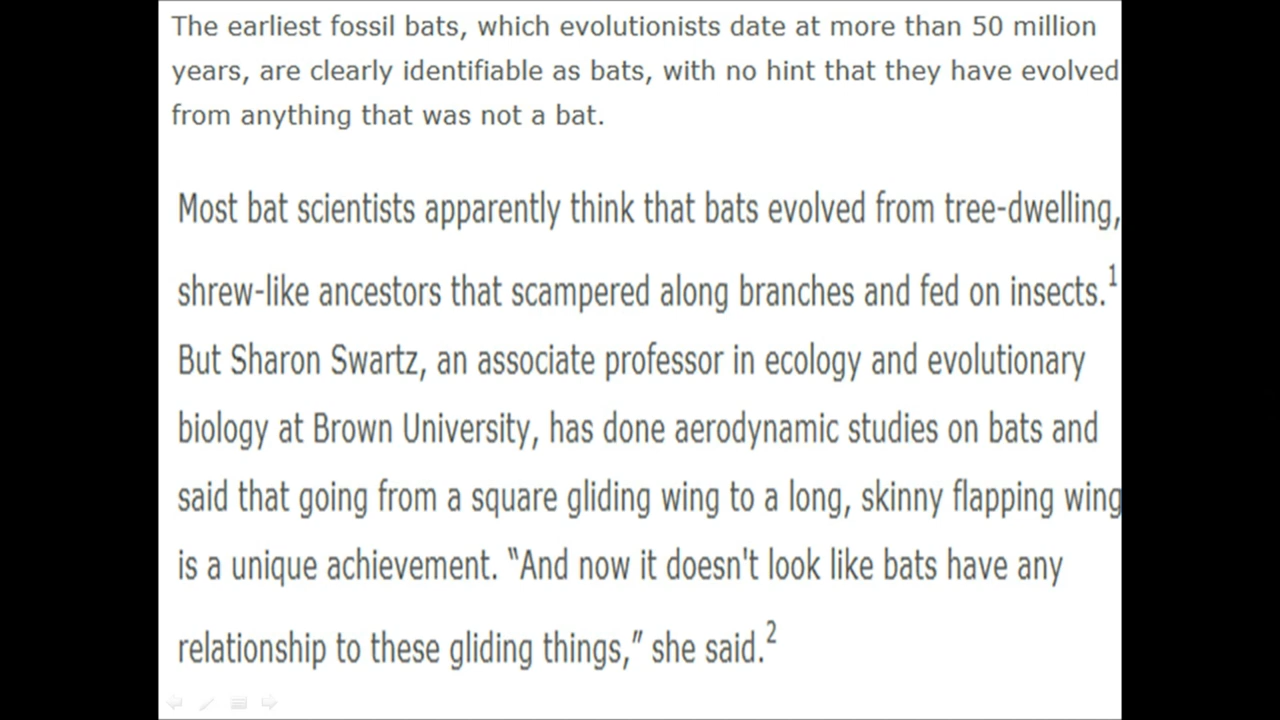 The earliest fossil bats, which evolutionists date at more than 50 million
years, are clearly identifiable as bats, with no hint that they have evolved
from anything that was not a bat.
Most bat scientists apparently think that bats evolved from tree-dwelling,
shrew-like ancestors that scampered along branches and fed on insects.1
But Sharon Swartz, an associate professor in ecology and evolutionary
biology at Brown University, has done aerodynamic studies on bats and
said that going from a square gliding wing to a long, skinny flapping wing
is a unique achievement. “And now it doesn't look like bats have any
relationship to these gliding things,” she said.2